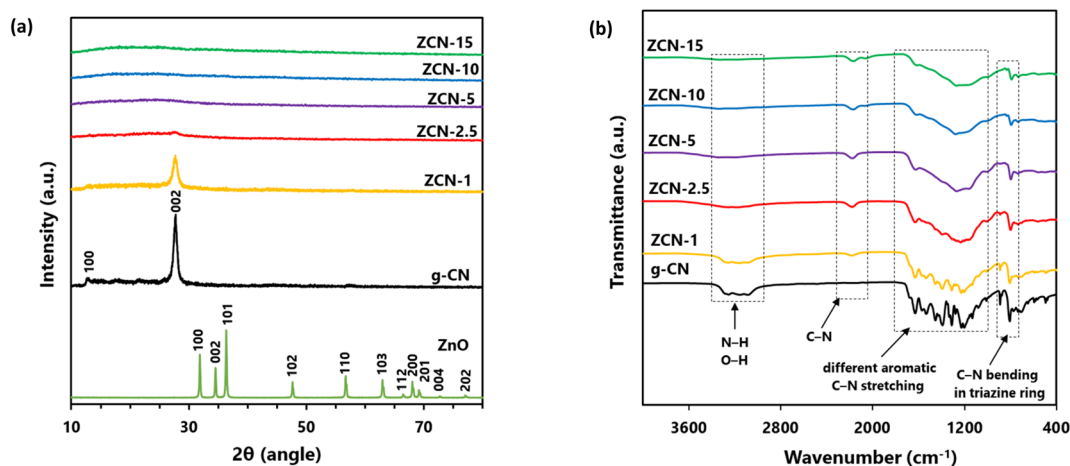 (a)
ZCN-15
ZCN-10
ZCN-5
ZCN-2.5
ZCN-1
002
100
g-CN
ZnO
100
002
101
102
110
103
112
200
201
004
202
10
30
50
70
2θ (angle)
Intensity (a.u.)
(b)
ZCN-15
ZCN-10
ZCN-5
ZCN-2.5
ZCN-1
g-CN
N–H
O–H
C–N
different aromatic
C–N stretching
C–N bending
in triazine ring
3600
2800
2000
1200
400
Wavenumber (cm⁻¹)
Transmittance (a.u.)